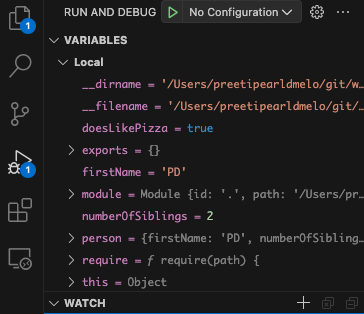 1
RUN AND DEBUG No Configuration
VARIABLES
Local
__dirname = '/Users/preetipearldmelo/git/w...
__filename = '/Users/preetipearldmelo/git/...
doesLikePizza = true
exports = {}
firstName = 'PD'
1
module = Module {id: '.', path: '/Users/pr...
numberOfSiblings = 2
person = {firstName: 'PD', numberOfSibling...
require = ƒ require(path) {
this = Object
WATCH